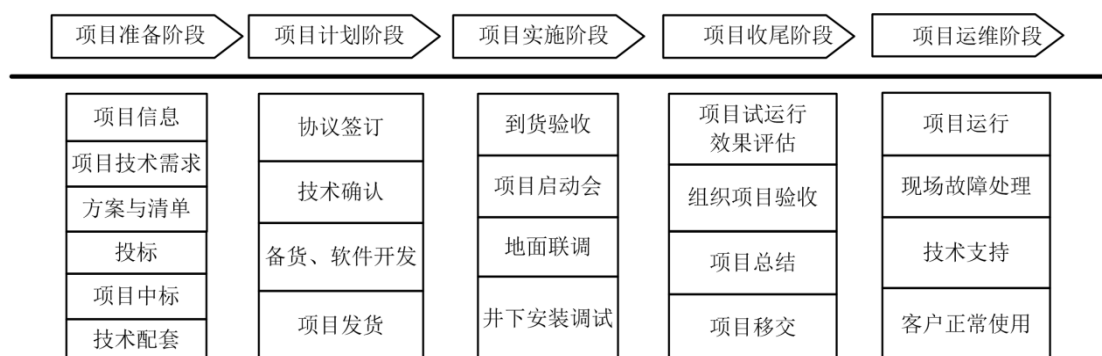 项目准备阶段
项目计划阶段
项目实施阶段
项目收尾阶段
项目运维阶段
项目信息
项目技术需求
方案与清单
投标
项目中标
技术配套
协议签订
技术确认
备货、软件开发
项目发货
到货验收
项目启动会
地面联调
井下安装调试
项目试运行
效果评估
组织项目验收
项目总结
项目移交
项目运行
现场故障处理
技术支持
客户正常使用